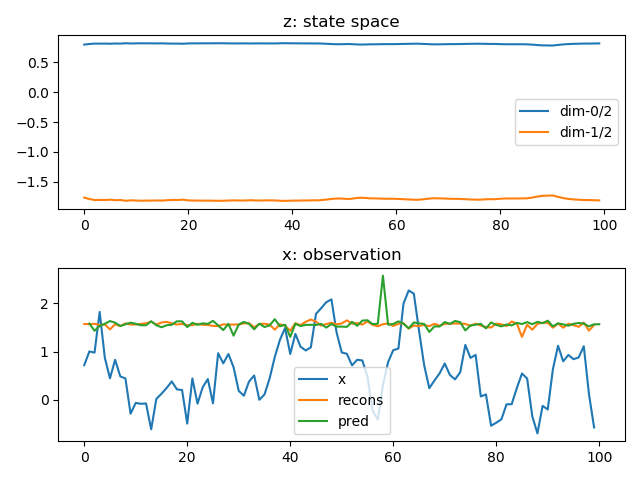 z: state space
0.5
0.0
−0.5
−1.0
−1.5
dim-0/2
dim-1/2
0 20 40 60 80 100
x: observation
2
1
0
x
recons
pred
0 20 40 60 80 100